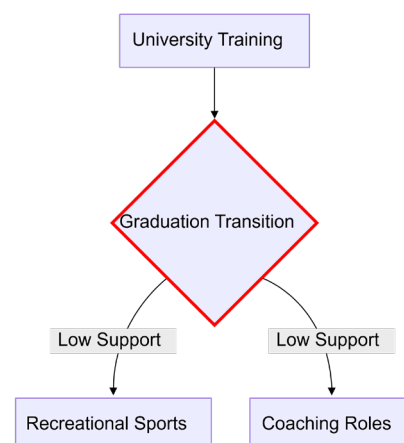 University Training
Graduation Transition
Low Support
Low Support
Recreational Sports
Coaching Roles